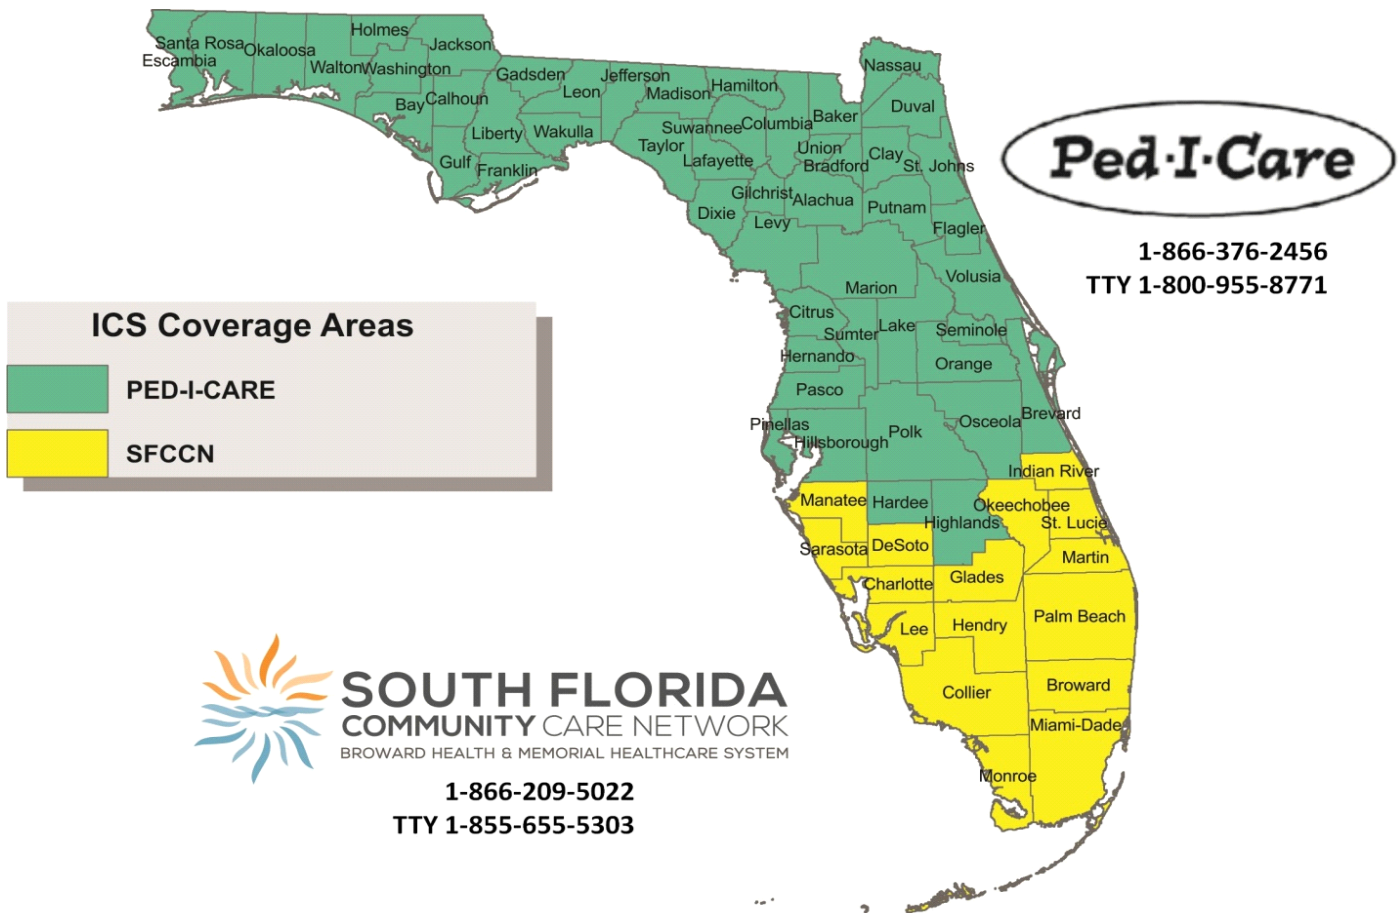 Holmes
Santa Rosa
Okaloosa
Jackson
Escambia
Walton
Washington
Nassau
Gadsden
Jefferson
Leon
Madison
Hamilton
Bay
Calhoun
Duval
Liberty
Wakulla
Suwannee
Columbia
Baker
Taylor
Union
Gulf
Franklin
Lafayette
Bradford
Clay
St. Johns
Gilchrist
Alachua
Dixie
Levy
Putnam
Flagler
Ped·I·Care
1-866-376-2456
TTY 1-800-955-8771
Volusia
Marion
ICS Coverage Areas
PED-I-CARE
SFCCN
Citrus
Sumter
Lake
Seminole
Hernando
Orange
Pasco
Brevard
Pinellas
Hillsborough
Polk
Osceola
Indian River
Manatee
Hardee
Okeechobee
Highlands
St. Lucie
Sarasota
DeSoto
Martin
Charlotte
Glades
Palm Beach
Lee
Hendry
Collier
Broward
Miami-Dade
Monroe
SOUTH FLORIDA
COMMUNITY CARE NETWORK
BROWARD HEALTH & MEMORIAL HEALTHCARE SYSTEM
1-866-209-5022
TTY 1-855-655-5303